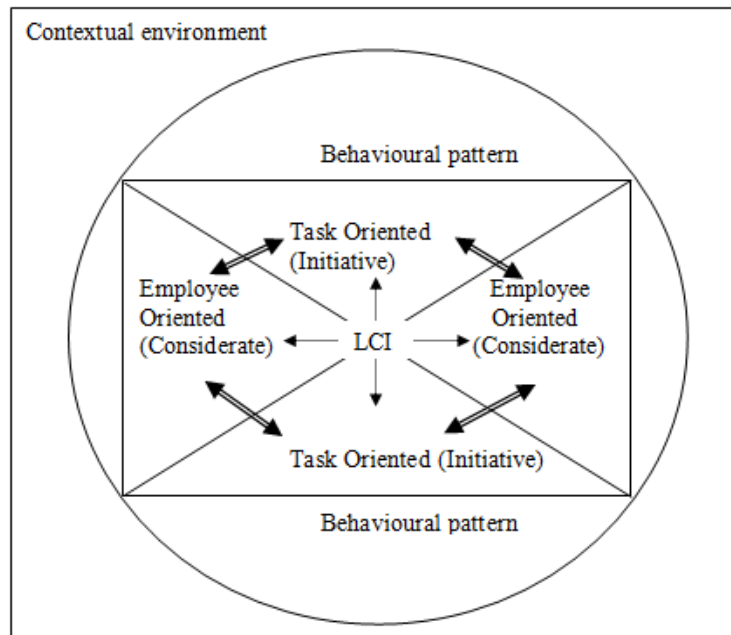 Contextual environment
Behavioural pattern
Task Oriented
(Initiative)
Employee
Oriented
(Considerate)
LCI
Employee
Oriented
(Considerate)
Task Oriented (Initiative)
Behavioural pattern